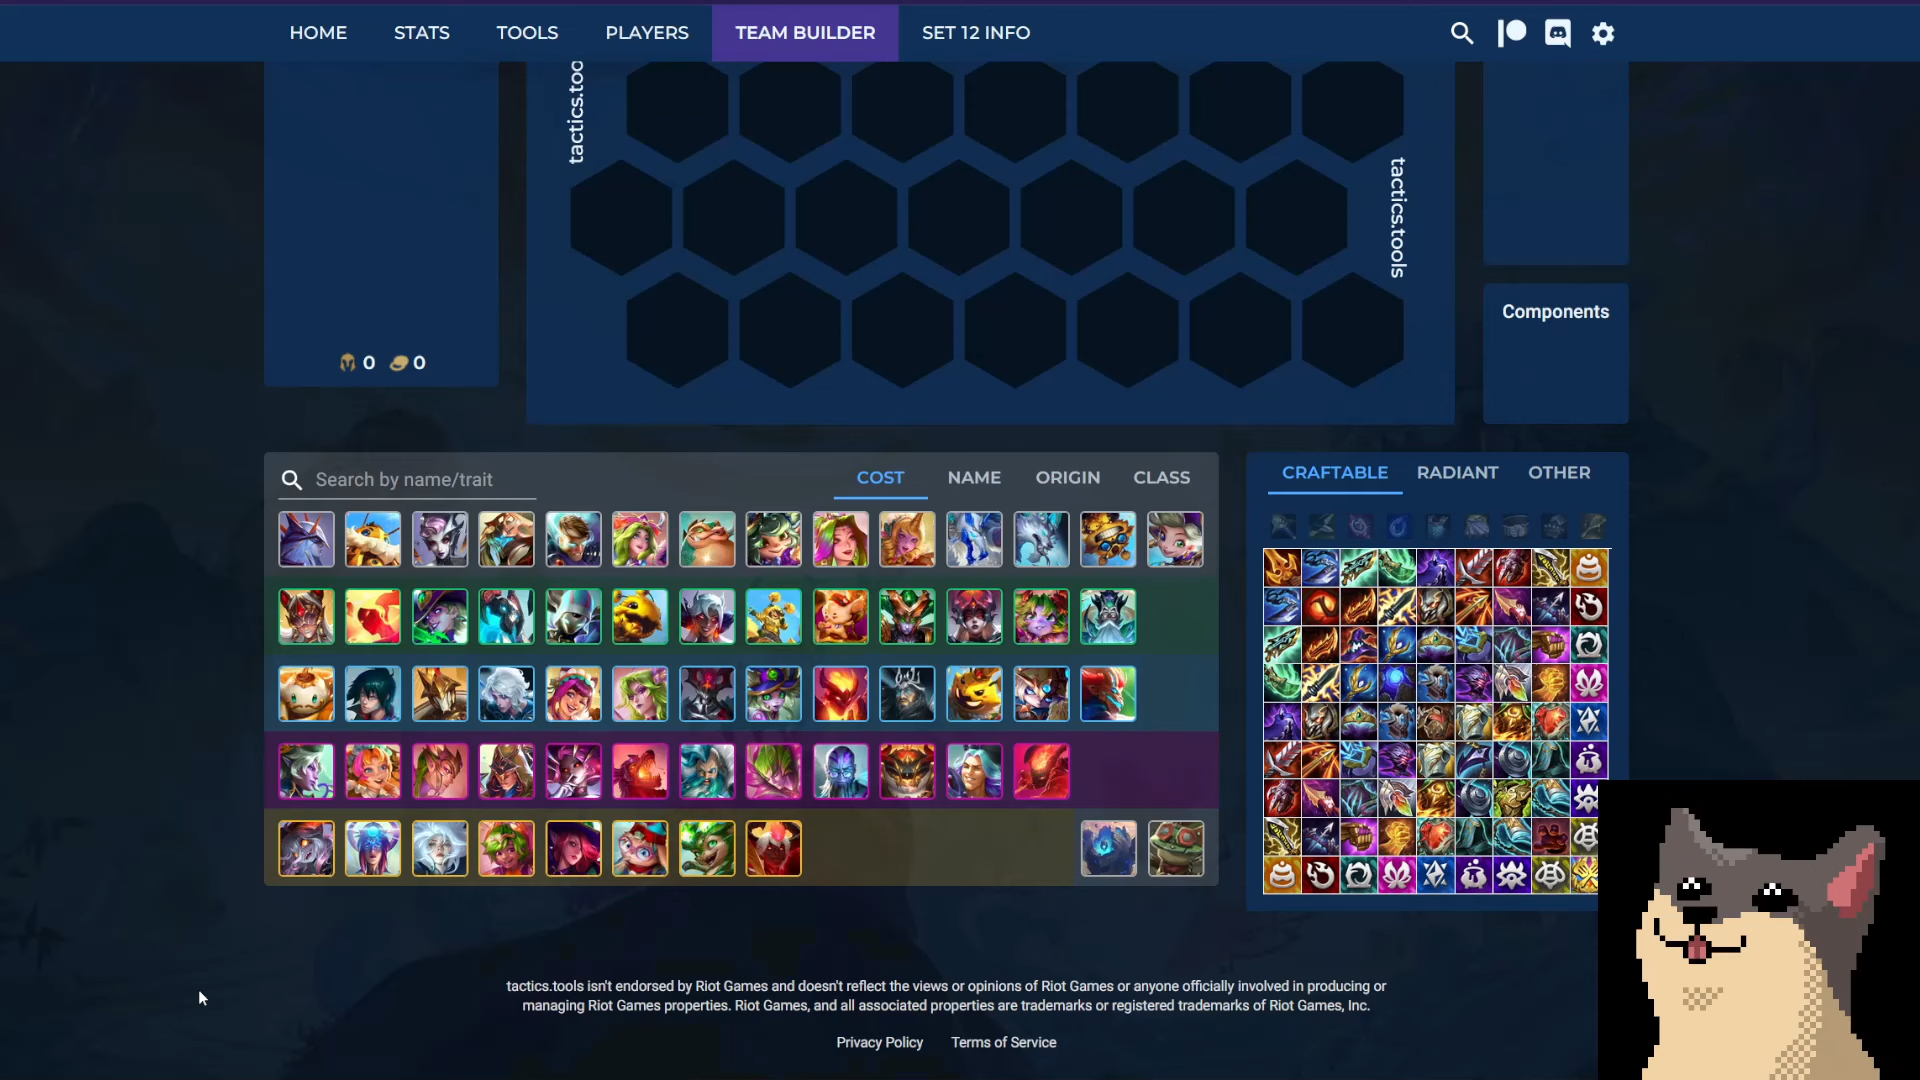 HOME STATS TOOLS PLAYERS TEAM BUILDER SET 12 INFO
tactics.too
tactics.tools
Components
0 0
Search by name/trait
COST NAME ORIGIN CLASS
CRAFTABLE RADIANT OTHER
tactics.tools isn't endorsed by Riot Games and doesn't reflect the views or opinions of Riot Games or anyone officially involved in producing or
managing Riot Games properties. Riot Games, and all associated properties are trademarks or registered trademarks of Riot Games, Inc.
Privacy Policy Terms of Service